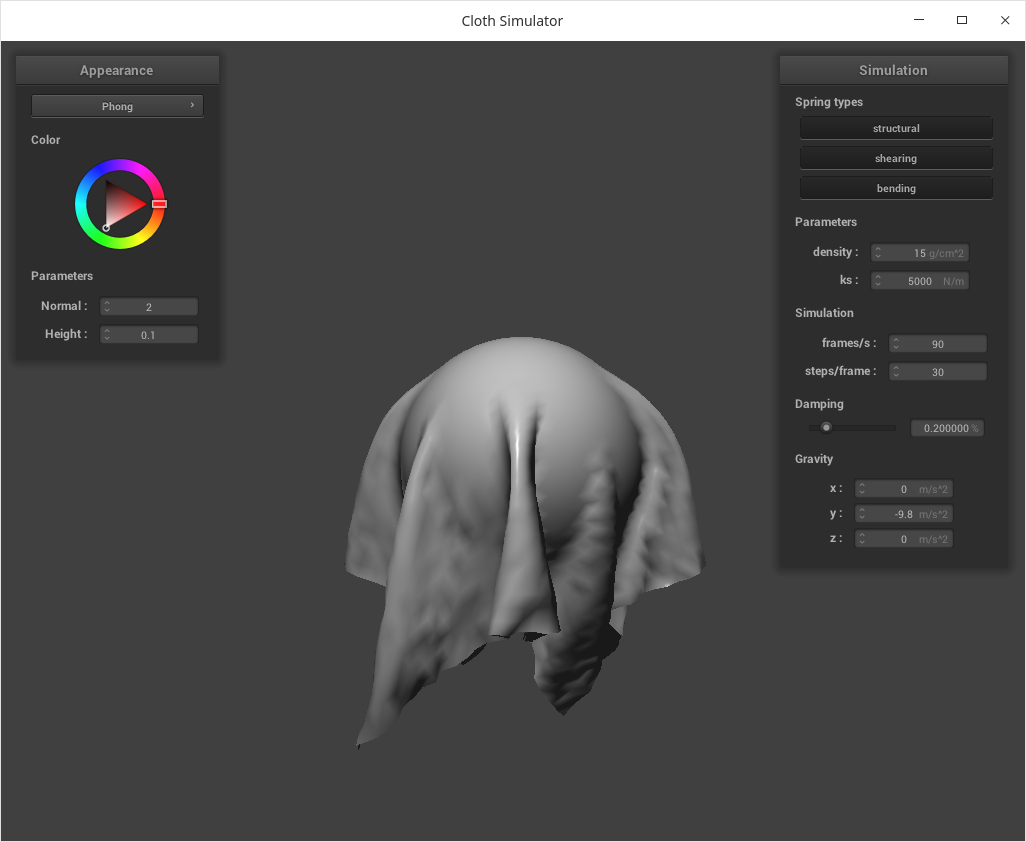 Cloth Simulator
Appearance
Phong
Color
Parameters
Normal : 2
Height : 0.1
Simulation
Spring types
structural
shearing
bending
Parameters
density : 15 g/cm^2
ks : 5000 N/m
Simulation
frames/s : 90
steps/frame : 30
Damping
0.200000 %
Gravity
x : 0 m/s^2
y : -9.8 m/s^2
z : 0 m/s^2